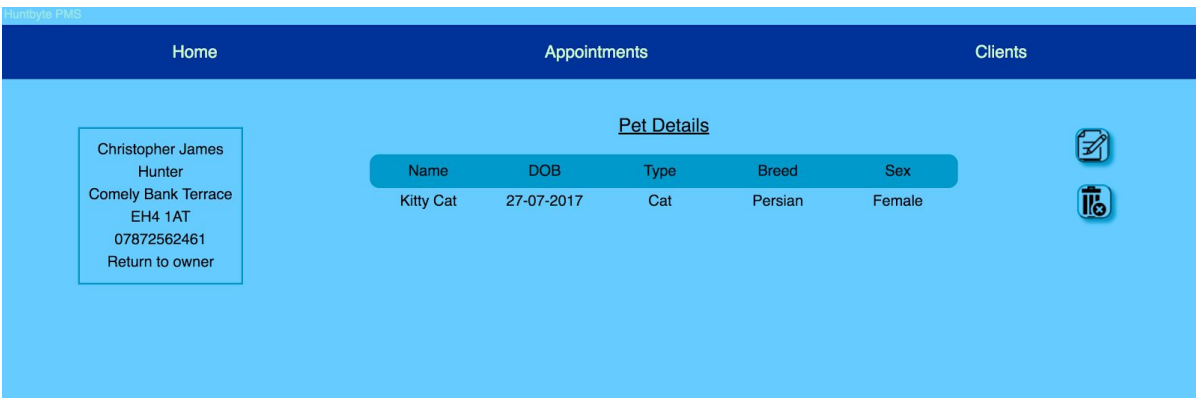 Huntbyte PMS
Home Appointments Clients
Christopher James
Hunter
Comely Bank Terrace
EH4 1AT
07872562461
Return to owner
Pet Details
Name DOB Type Breed Sex
Kitty Cat 27-07-2017 Cat Persian Female